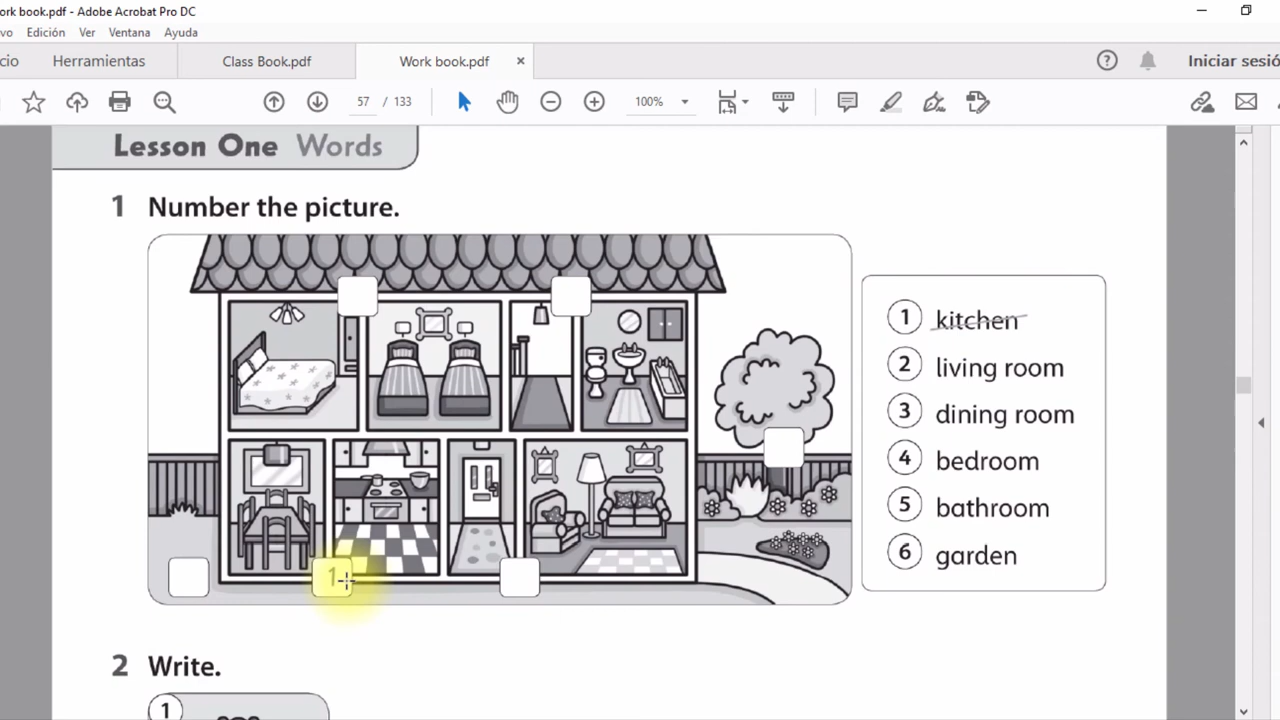 ork book.pdf - Adobe Acrobat Pro DC
vo Edición Ver Ventana Ayuda
cio Herramientas Class Book.pdf Work book.pdf × ? Iniciar sesió
57 / 133 100%
Lesson One Words
1 Number the picture.
1 kitchen
2 living room
3 dining room
4 bedroom
5 bathroom
6 garden
1
2 Write.
1